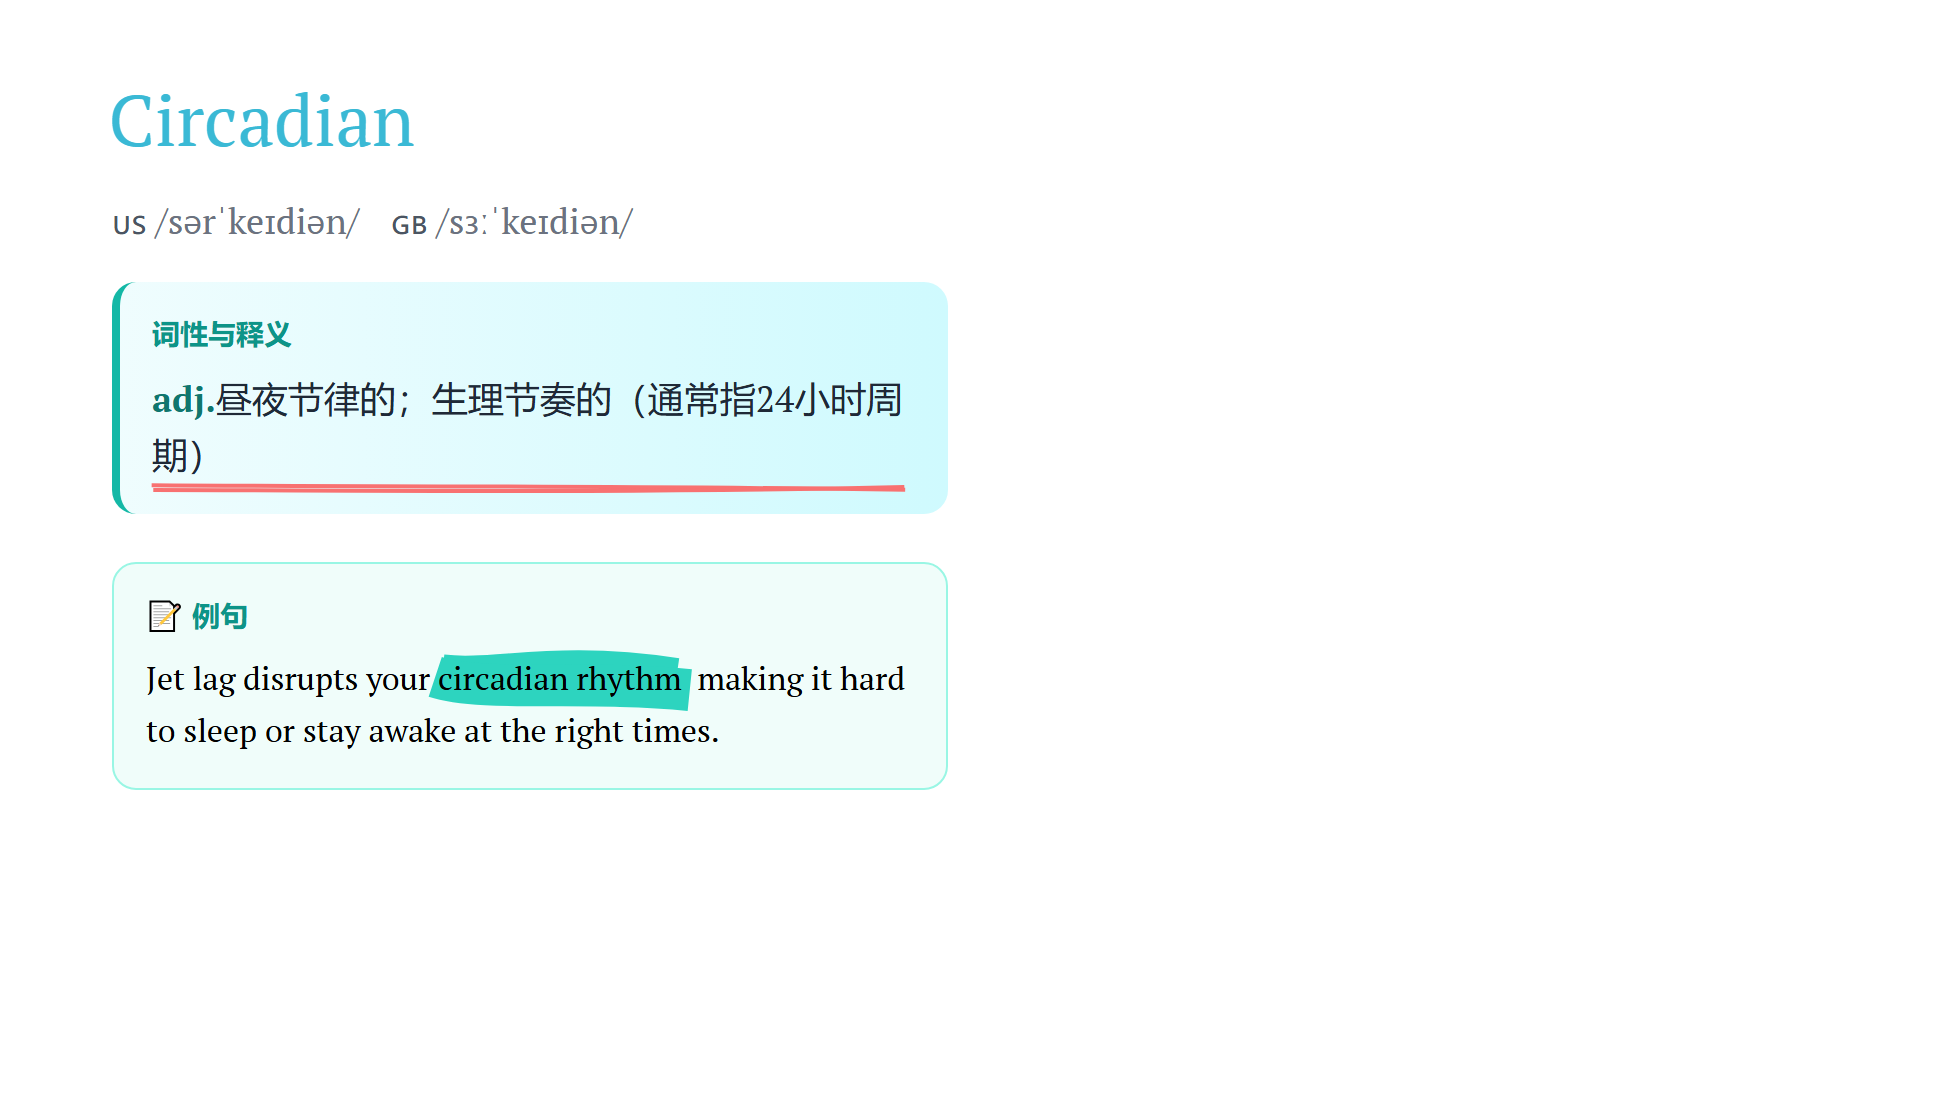 Circadian
US /sərˈkeɪdiən/ GB /sɜːˈkeɪdiən/
词性与释义
adj.昼夜节律的；生理节奏的（通常指24小时周
期）
📝 例句
Jet lag disrupts your circadian rhythm making it hard
to sleep or stay awake at the right times.